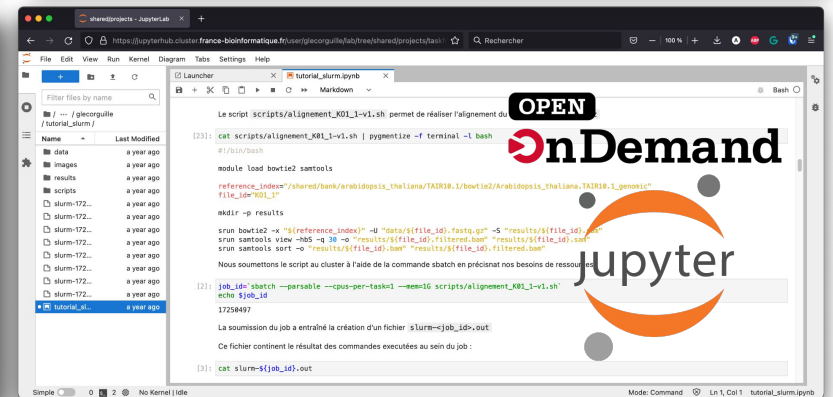 shared/projects - JupyterLab
https://jupyterhub.cluster.france-bioinformatique.fr/user/glecorguille/lab/tree/shared/projects/task
Rechercher
100 %
File Edit View Run Kernel Diagram Tabs Settings Help
Launcher
tutorial_slurm.ipynb
Markdown
Bash
Filter files by name
/ ··· / glecorguille
/ tutorial_slurm /
Name Last Modified
data a year ago
images a year ago
results a year ago
scripts a year ago
slurm-172... a year ago
slurm-172... a year ago
slurm-172... a year ago
slurm-172... a year ago
slurm-172... a year ago
slurm-172... a year ago
slurm-172... a year ago
tutorial_sl... a year ago
Le script scripts/alignement_KO1_1-v1.sh permet de réaliser l'alignement du
[23]: cat scripts/alignement_K01_1-v1.sh | pygmentize -f terminal -l bash
#!/bin/bash
module load bowtie2 samtools
reference_index="/shared/bank/arabidopsis_thaliana/TAIR10.1/bowtie2/Arabidopsis_thaliana.TAIR10.1_genomic"
file_id="KO1_1"
mkdir -p results
srun bowtie2 -x "${reference_index}" -U "data/${file_id}.fastq.gz" -S "results/${file_id}.sam"
srun samtools view -hbS -q 30 -o "results/${file_id}.filtered.bam" "results/${file_id}.sam"
srun samtools sort -o "results/${file_id}.bam" "results/${file_id}.filtered.bam"
Nous soumettons le script au cluster à l'aide de la commande sbatch en précisnat nos besoins de ressources
[2]: job_id=`sbatch --parsable --cpus-per-task=1 --mem=1G scripts/alignement_K01_1-v1.sh`
echo $job_id
17250497
La soumission du job a entraîné la création d'un fichier slurm-<job_id>.out
Ce fichier contient le résultat des commandes executées au sein du job :
[3]: cat slurm-${job_id}.out
OPEN
OnDemand
jupyter
Simple 0 2 No Kernel | Idle
Mode: Command Ln 1, Col 1 tutorial_slurm.ipynb